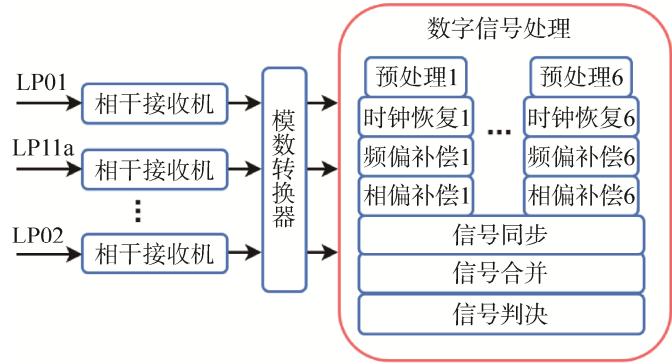 数字信号处理
LP01
相干接收机
LP11a
相干接收机
⋮
LP02
相干接收机
模数转换器
预处理1
时钟恢复1
频偏补偿1
相偏补偿1
...
预处理6
时钟恢复6
频偏补偿6
相偏补偿6
信号同步
信号合并
信号判决